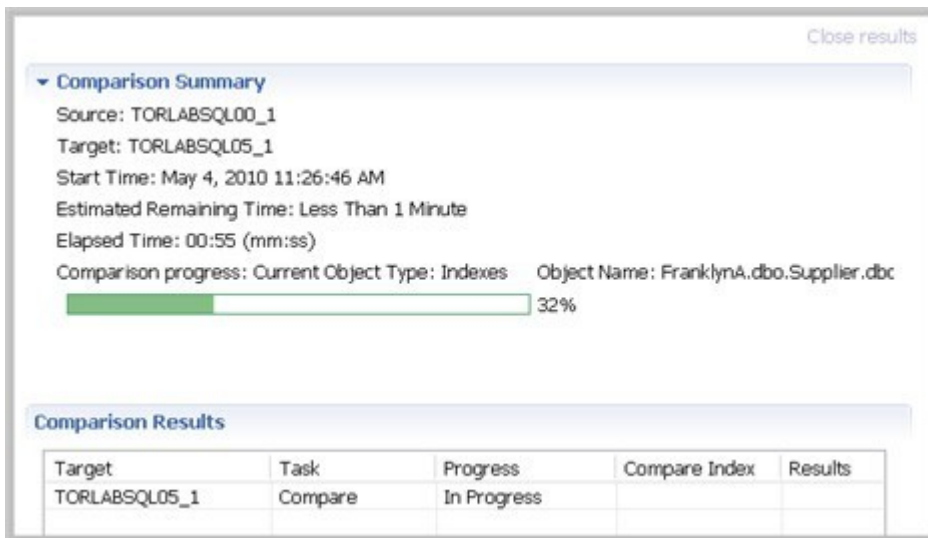 Close results
Comparison Summary
Source: TORLABSQL00_1
Target: TORLABSQL05_1
Start Time: May 4, 2010 11:26:46 AM
Estimated Remaining Time: Less Than 1 Minute
Elapsed Time: 00:55 (mm:ss)
Comparison progress: Current Object Type: Indexes Object Name: FranklynA.dbo.Supplier.dbc
32%
Comparison Results
Target Task Progress Compare Index Results
TORLABSQL05_1 Compare In Progress